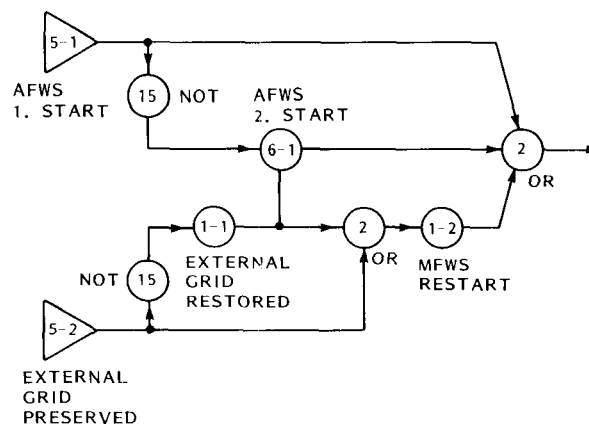 5-1
AFWS
1. START
15
NOT
AFWS
2. START
6-1
2
OR
1-1
EXTERNAL
GRID
RESTORED
2
OR
1-2
MFWS
RESTART
NOT
15
5-2
EXTERNAL
GRID
PRESERVED